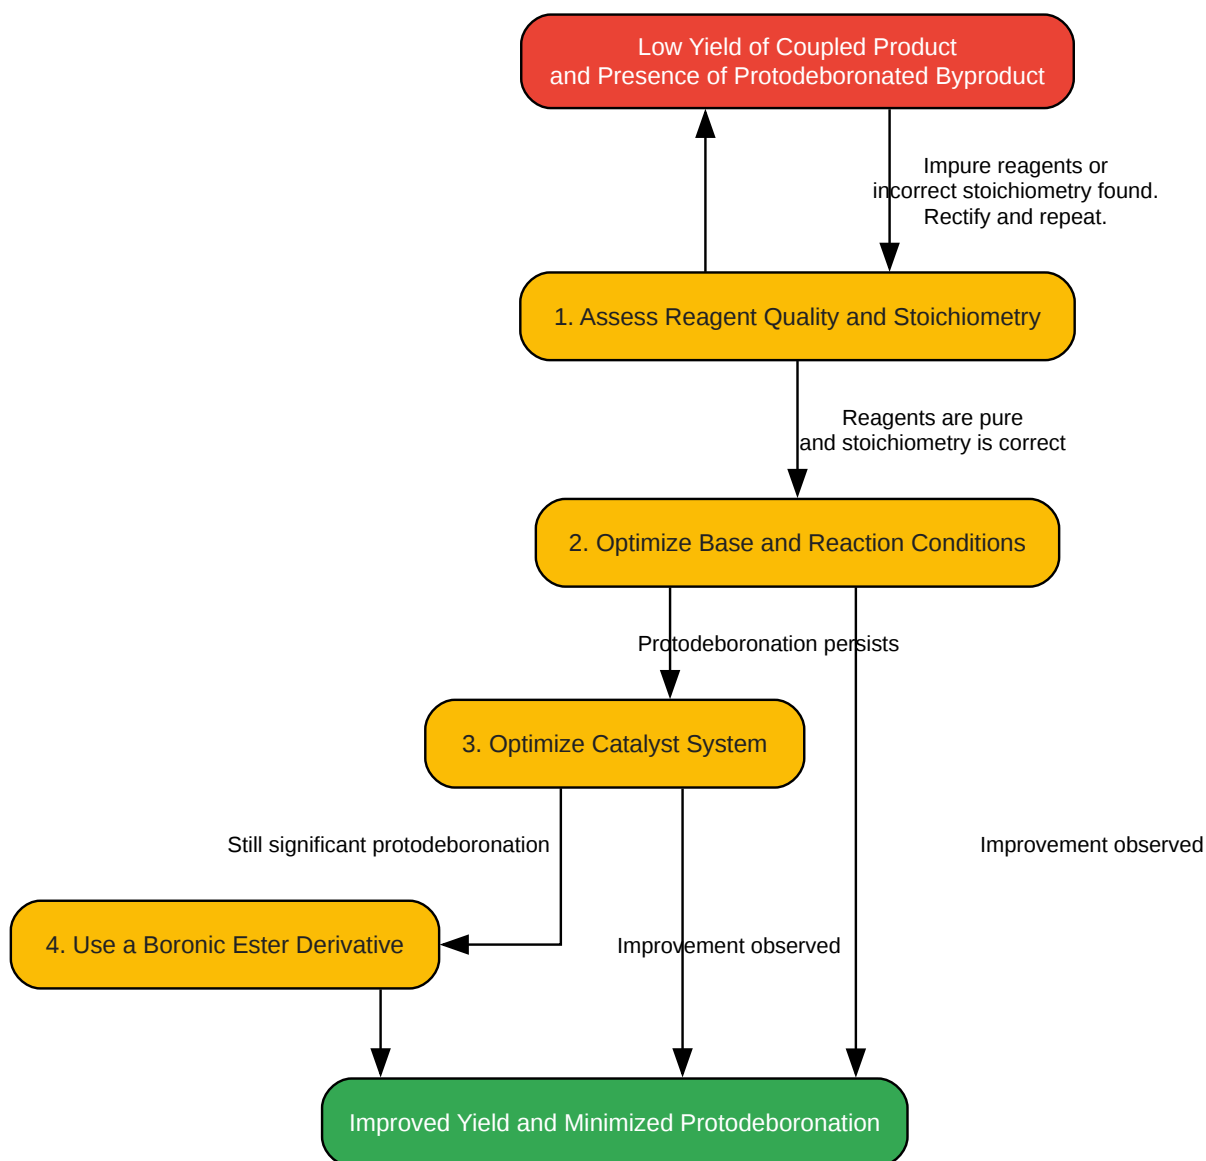 Low Yield of Coupled Product
and Presence of Protodeboronated Byproduct
Impure reagents or
incorrect stoichiometry found.
Rectify and repeat.
1. Assess Reagent Quality and Stoichiometry
Reagents are pure
and stoichiometry is correct
2. Optimize Base and Reaction Conditions
Protodeboronation persists
3. Optimize Catalyst System
Still significant protodeboronation
Improvement observed
4. Use a Boronic Ester Derivative
Improvement observed
Improved Yield and Minimized Protodeboronation